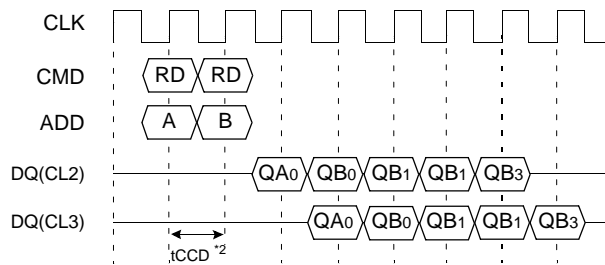 CLK
CMD RD RD
ADD A B
DQ(CL2) QA0 QB0 QB1 QB1 QB3
DQ(CL3) QA0 QB0 QB1 QB1 QB3
tCCD *2